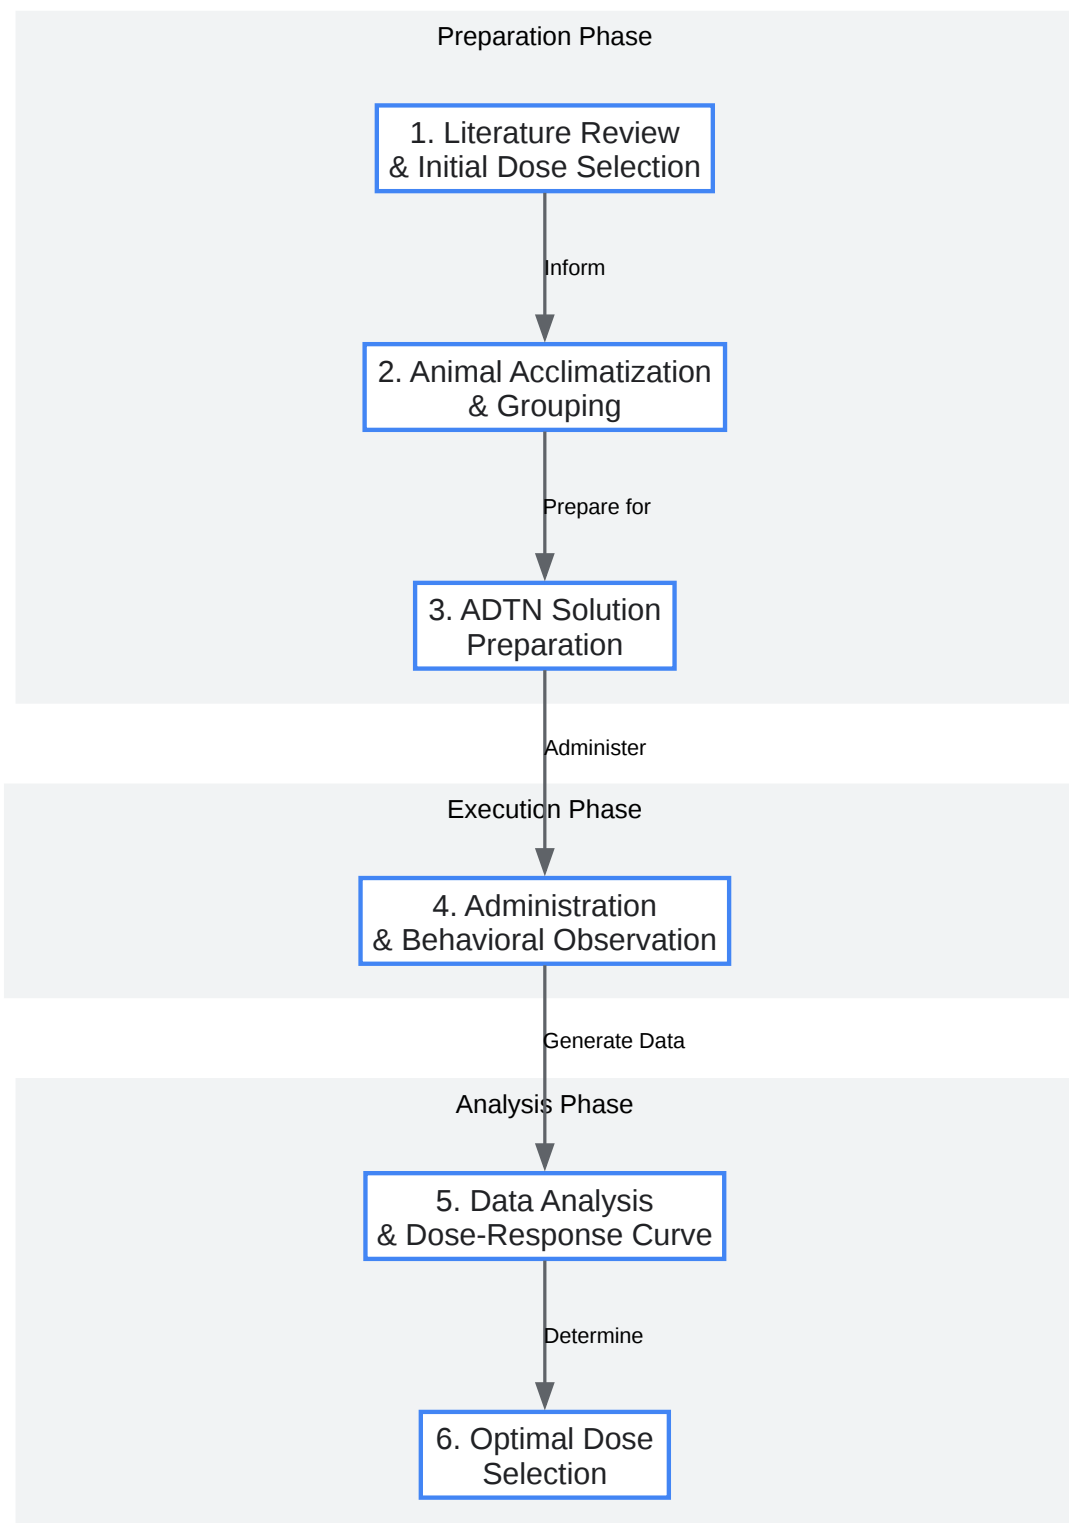 Preparation Phase
1. Literature Review
& Initial Dose Selection
Inform
2. Animal Acclimatization
& Grouping
Prepare for
3. ADTN Solution
Preparation
Administer
Execution Phase
4. Administration
& Behavioral Observation
Generate Data
Analysis Phase
5. Data Analysis
& Dose-Response Curve
Determine
6. Optimal Dose
Selection